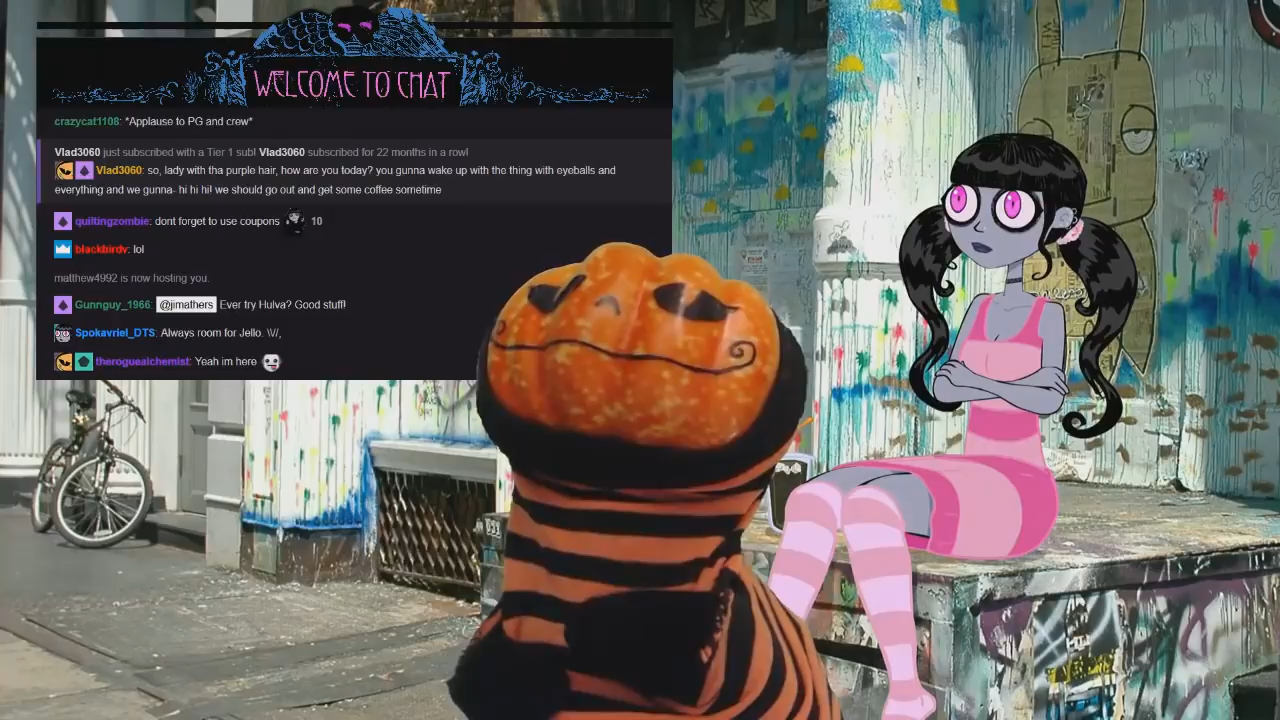 WELCOME TO CHAT
crazycat1108: *Applause to PG and crew*
Vlad3060 just subscribed with a Tier 1 sub! Vlad3060 subscribed for 22 months in a row!
Vlad3060: so, lady with tha purple hair, how are you today? you gunna wake up with the thing with eyeballs and
everything and we gunna- hi hi hi! we should go out and get some coffee sometime
quiltingzombie: dont forget to use coupons 10
blackbirdv: lol
matthew4992 is now hosting you.
Gunnguy_1966: @jimathers Ever try Hulva? Good stuff!
Spokavriel_DTS: Always room for Jello. \\//,
theroguealchemist: Yeah im here